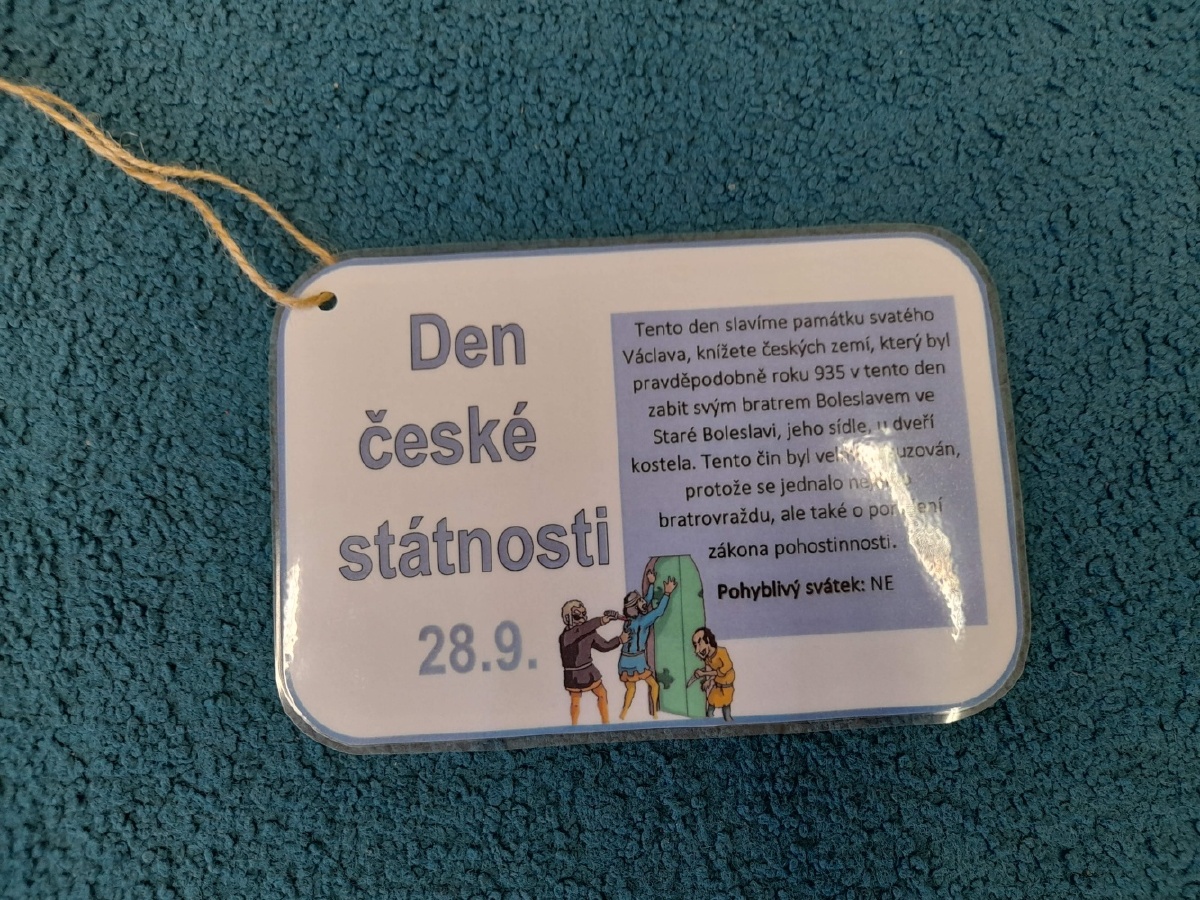 Den
české
státnosti
28.9.
Tento den slavíme památku svatého
Václava, knížete českých zemí, který byl
pravděpodobně roku 935 v tento den
zabit svým bratrem Boleslavem ve
Staré Boleslavi, jeho sídle, u dveří
kostela. Tento čin byl
protože se jednalo
bratrovraždu, ale také o
zákona pohostinnosti.
Pohyblivý svátek: NE